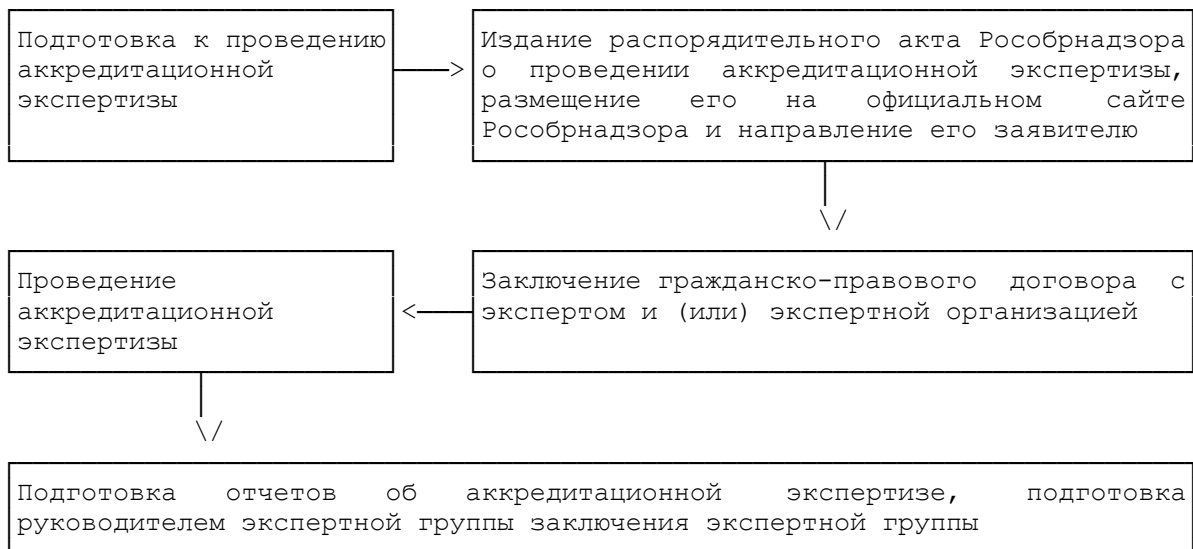 Подготовка к проведению
аккредитационной
экспертизы
Издание распорядительного акта Рособрнадзора
о проведении аккредитационной экспертизы,
размещение его на официальном сайте
Рособрнадзора и направление его заявителю
Заключение гражданско-правового договора с
экспертом и (или) экспертной организацией
Проведение
аккредитационной
экспертизы
Подготовка отчетов об аккредитационной экспертизе, подготовка
руководителем экспертной группы заключения экспертной группы